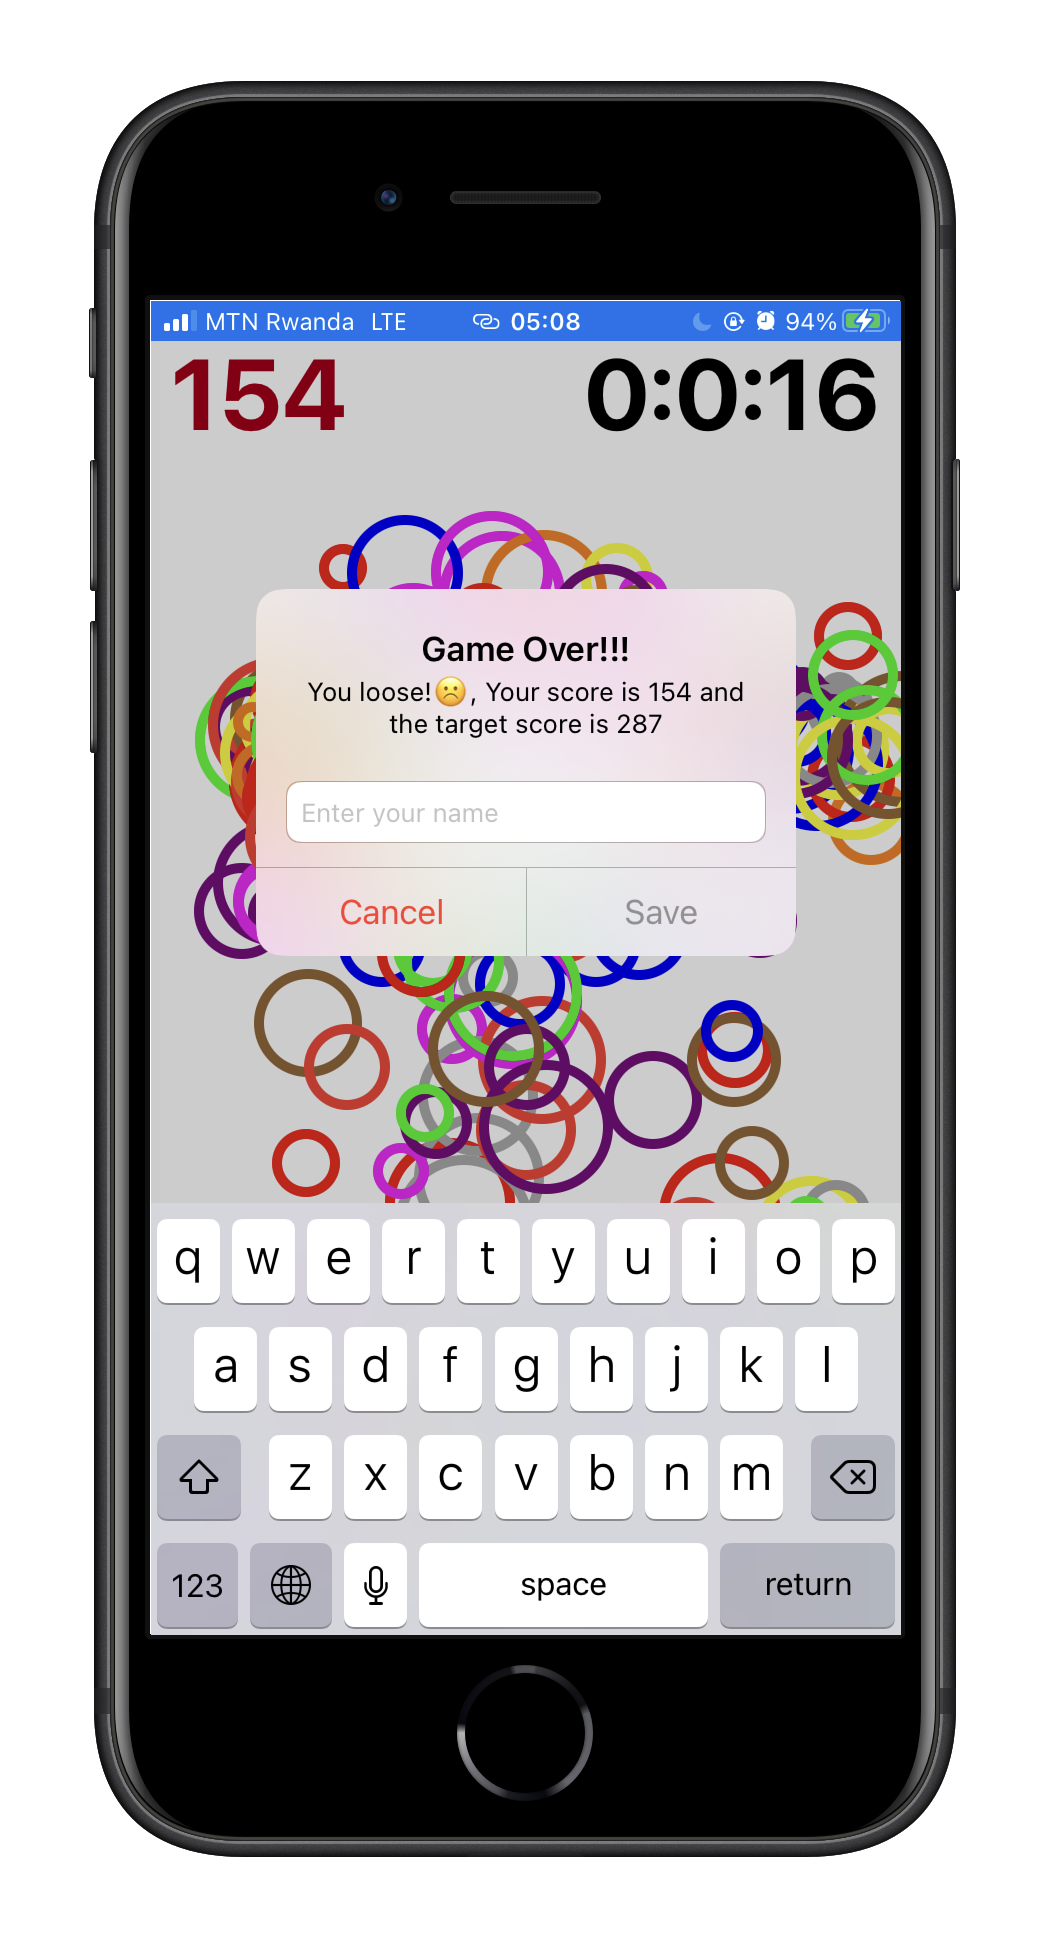 MTN Rwanda LTE 05:08 94%
154 0:0:16
Game Over!!!
You loose!☹️, Your score is 154 and
the target score is 287
Enter your name
Cancel Save
q w e r t y u i o p
a s d f g h j k l
z x c v b n m
123 space return